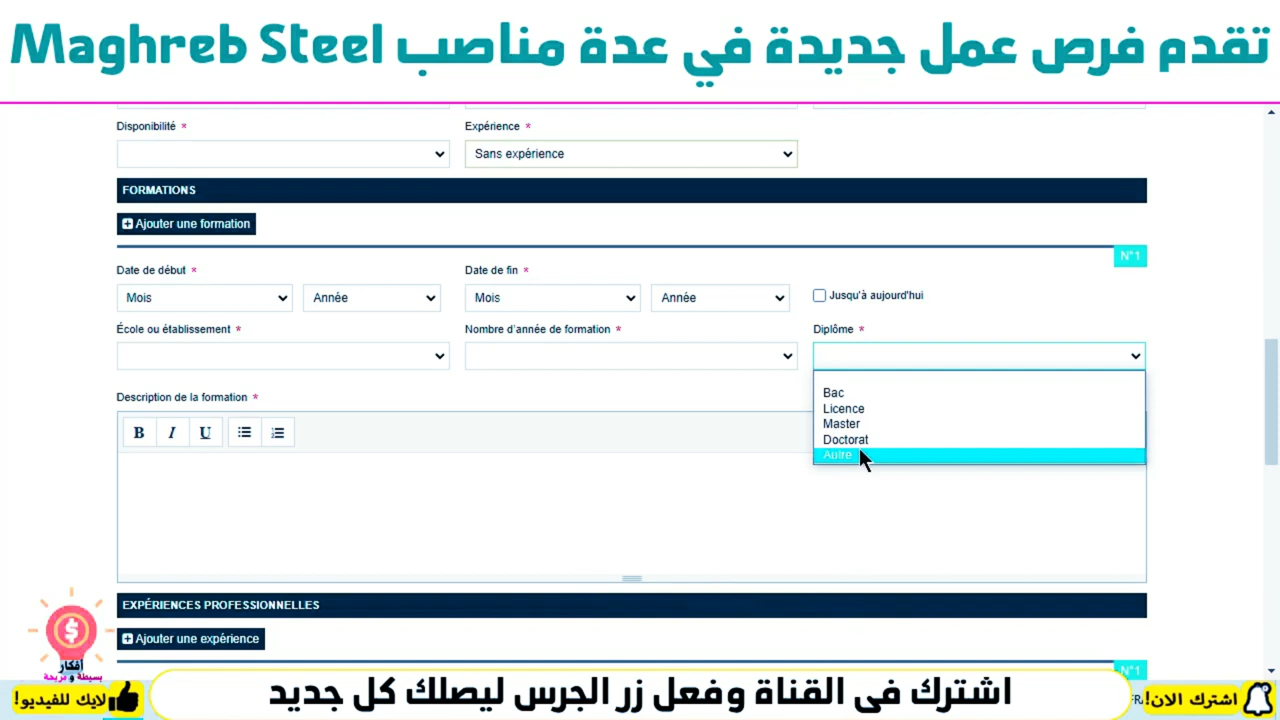 تقدم فرص عمل جديدة في عدة مناصب Maghreb Steel
Disponibilité *
Expérience *
Sans expérience
FORMATIONS
Ajouter une formation
N°1
Date de début *
Date de fin *
Mois
Année
Mois
Année
Jusqu'à aujourd'hui
École ou établissement *
Nombre d'année de formation *
Diplôme *
Bac
Licence
Master
Doctorat
Autre
Description de la formation *
B I U
EXPÉRIENCES PROFESSIONNELLES
Ajouter une expérience
N°1
أفكار
بسيطة و مربحة
لايك للفيديو!
اشترك فى القناة وفعل زر الجرس ليصلك كل جديد
اشترك الان!